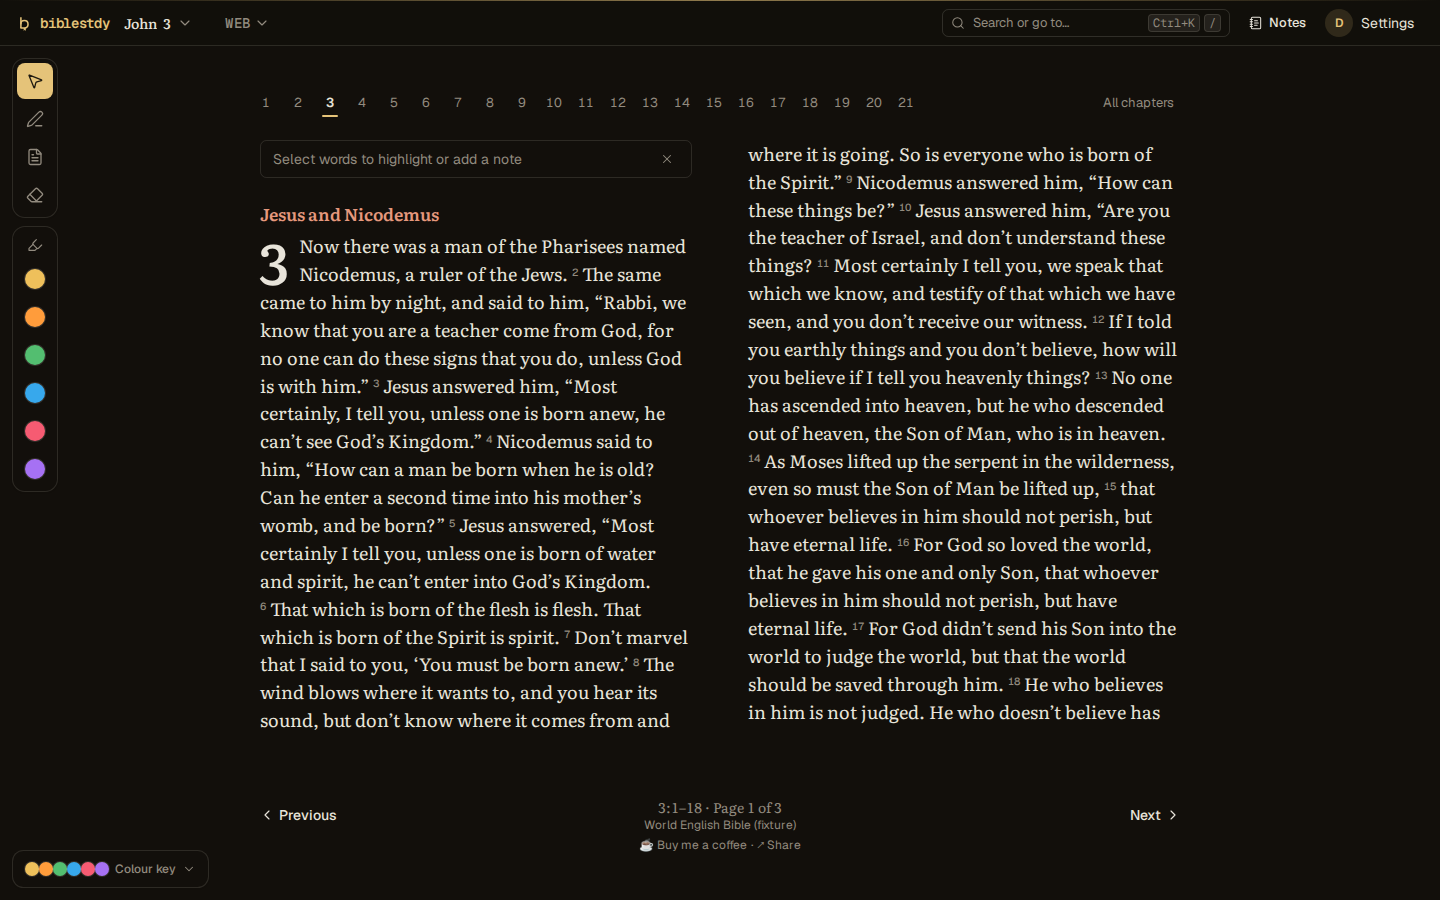 biblestdy John 3 WEB Search or go to... Ctrl+K / Notes D Settings
1 2 3 4 5 6 7 8 9 10 11 12 13 14 15 16 17 18 19 20 21 All chapters
Select words to highlight or add a note
Jesus and Nicodemus
3 Now there was a man of the Pharisees named
Nicodemus, a ruler of the Jews. 2 The same
came to him by night, and said to him, “Rabbi, we
know that you are a teacher come from God, for
no one can do these signs that you do, unless God
is with him.” 3 Jesus answered him, “Most
certainly, I tell you, unless one is born anew, he
can’t see God’s Kingdom.” 4 Nicodemus said to
him, “How can a man be born when he is old?
Can he enter a second time into his mother’s
womb, and be born?” 5 Jesus answered, “Most
certainly I tell you, unless one is born of water
and spirit, he can’t enter into God’s Kingdom.
6 That which is born of the flesh is flesh. That
which is born of the Spirit is spirit. 7 Don’t marvel
that I said to you, ‘You must be born anew.’ 8 The
wind blows where it wants to, and you hear its
sound, but don’t know where it comes from and
where it is going. So is everyone who is born of
the Spirit.” 9 Nicodemus answered him, “How can
these things be?” 10 Jesus answered him, “Are you
the teacher of Israel, and don’t understand these
things? 11 Most certainly I tell you, we speak that
which we know, and testify of that which we have
seen, and you don’t receive our witness. 12 If I told
you earthly things and you don’t believe, how will
you believe if I tell you heavenly things? 13 No one
has ascended into heaven, but he who descended
out of heaven, the Son of Man, who is in heaven.
14 As Moses lifted up the serpent in the wilderness,
even so must the Son of Man be lifted up, 15 that
whoever believes in him should not perish, but
have eternal life. 16 For God so loved the world,
that he gave his one and only Son, that whoever
believes in him should not perish, but have
eternal life. 17 For God didn’t send his Son into the
world to judge the world, but that the world
should be saved through him. 18 He who believes
in him is not judged. He who doesn’t believe has
Previous
3:1–18 · Page 1 of 3
World English Bible (fixture)
☕ Buy me a coffee · ↗ Share
Next
Colour key